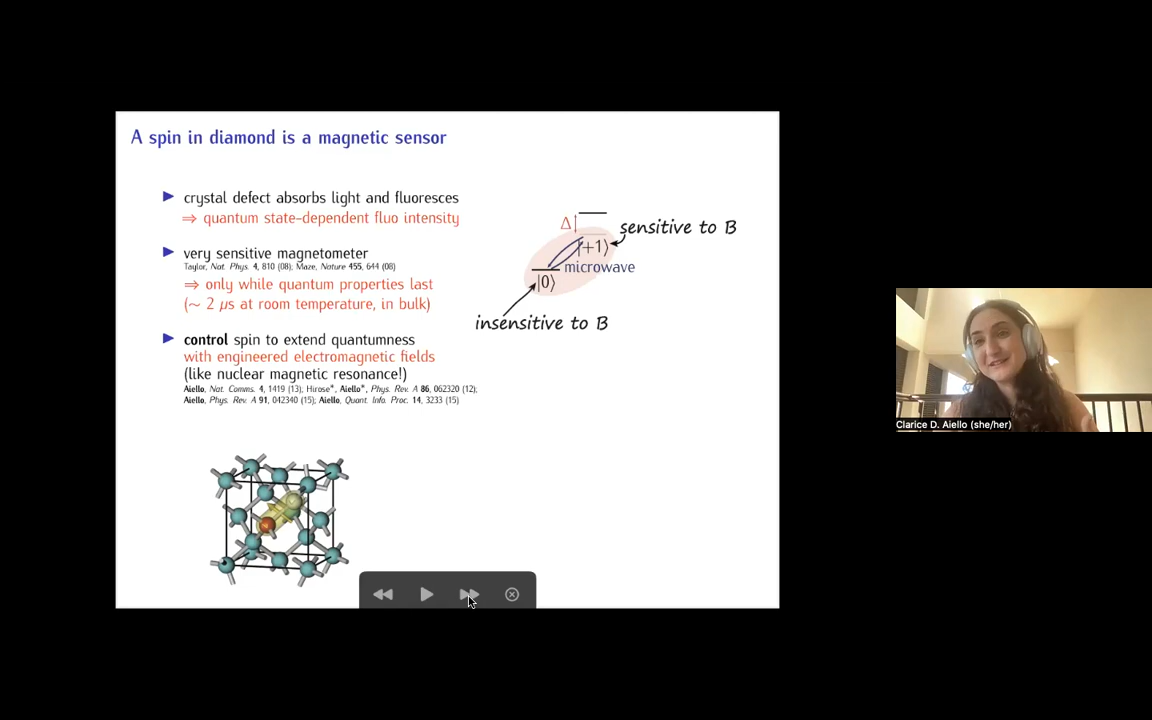 A spin in diamond is a magnetic sensor
► crystal defect absorbs light and fluoresces
⇒ quantum state-dependent fluo intensity
► very sensitive magnetometer
Taylor, Nat. Phys. 4, 810 (08); Maze, Nature 455, 644 (08)
⇒ only while quantum properties last
(∼ 2 μs at room temperature, in bulk)
► control spin to extend quantumness
with engineered electromagnetic fields
(like nuclear magnetic resonance!)
Aiello, Nat. Comms. 4, 1419 (13); Hirose*, Aiello*, Phys. Rev. A 86, 062320 (12);
Aiello, Phys. Rev. A 91, 042340 (15); Aiello, Quant. Info. Proc. 14, 3233 (15)
Δ
sensitive to B
|+1⟩
microwave
|0⟩
insensitive to B
Clarice D. Aiello (she/her)